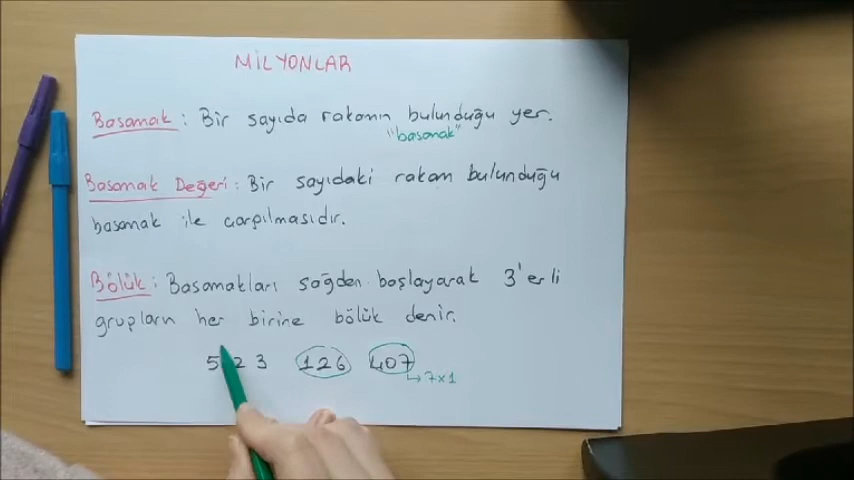 MİLYONLAR
Basamak : Bir sayıda rakamın bulunduğu yer.
"basamak"
Basamak Değeri : Bir sayıdaki rakam bulunduğu
basamak ile çarpılmasıdır.
Bölük : Basamakları sağdan başlayarak 3'erli
grupların her birine bölük denir.
523 126 407
↳ 7x1